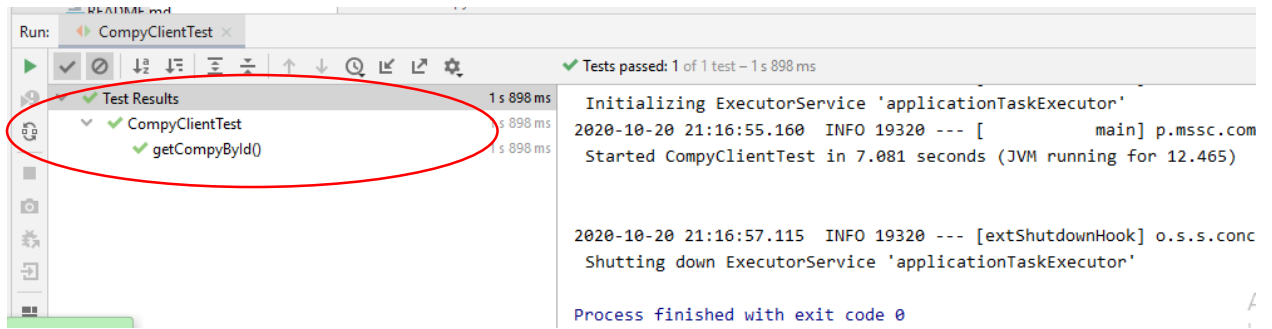 README.md
Run: CompyClientTest
Tests passed: 1 of 1 test – 1 s 898 ms
Test Results 1 s 898 ms
CompyClientTest 1 s 898 ms
getCompyById() 1 s 898 ms
Initializing ExecutorService 'applicationTaskExecutor'
2020-10-20 21:16:55.160 INFO 19320 --- [ main] p.mssc.com
Started CompyClientTest in 7.081 seconds (JVM running for 12.465)
2020-10-20 21:16:57.115 INFO 19320 --- [extShutdownHook] o.s.s.conc
Shutting down ExecutorService 'applicationTaskExecutor'
Process finished with exit code 0